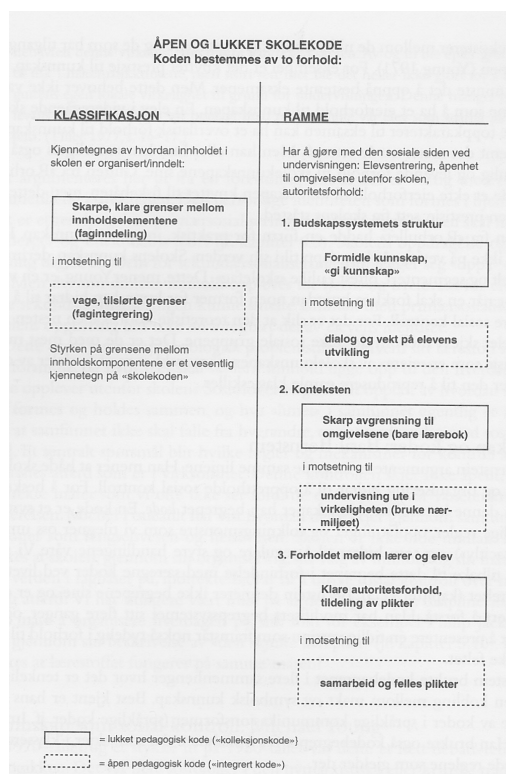 ÅPEN OG LUKKET SKOLEKODE
Koden bestemmes av to forhold:
KLASSIFIKASJON
Kjennetegnes av hvordan innholdet i
skolen er organisert/inndelt:
Skarpe, klare grenser mellom
innholdselementene
(faginndeling)
i motsetning til
vage, tilslørte grenser
(fagintegrering)
Styrken på grensene mellom
innholdskomponentene er et vesentlig
kjennetegn på «skolekoden»
RAMME
Har å gjøre med den sosiale siden ved
undervisningen: Elevsentrering, åpenhet
til omgivelsene utenfor skolen,
autoritetsforhold:
1. Budskapssystemets struktur
Formidle kunnskap,
«gi kunnskap»
i motsetning til
dialog og vekt på elevens
utvikling
2. Konteksten
Skarp avgrensning til
omgivelsene (bare lærebok)
i motsetning til
undervisning ute i
virkeligheten (bruke nær-
miljøet)
3. Forholdet mellom lærer og elev
Klare autoritetsforhold,
tildeling av plikter
i motsetning til
samarbeid og felles plikter
= lukket pedagogisk kode («kolleksjonskode»)
= åpen pedagogisk kode («integrert kode»)